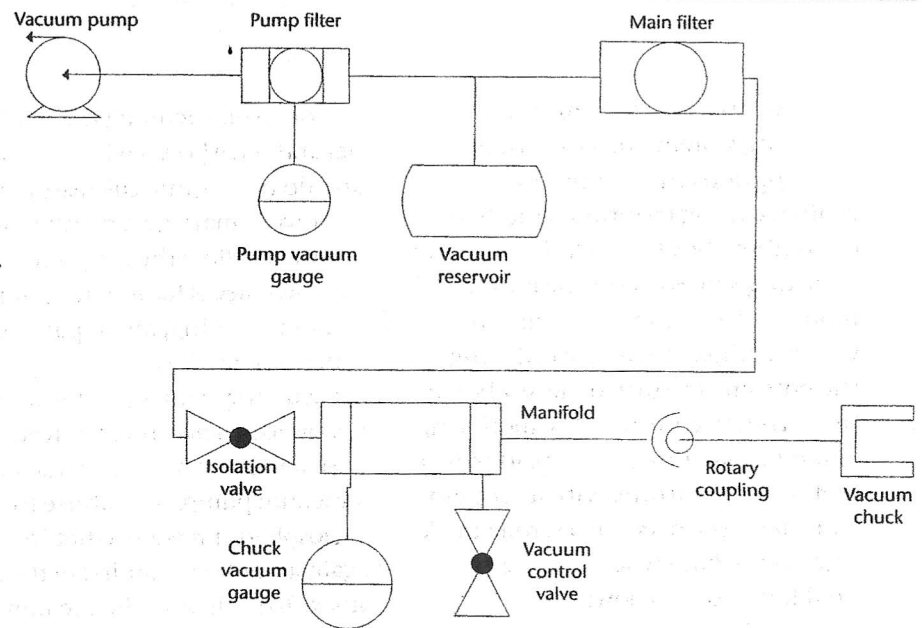 Vacuum pump
Pump filter
Main filter
Pump vacuum
gauge
Vacuum
reservoir
Manifold
Isolation
valve
Rotary
coupling
Vacuum
chuck
Chuck
vacuum
gauge
Vacuum
control
valve